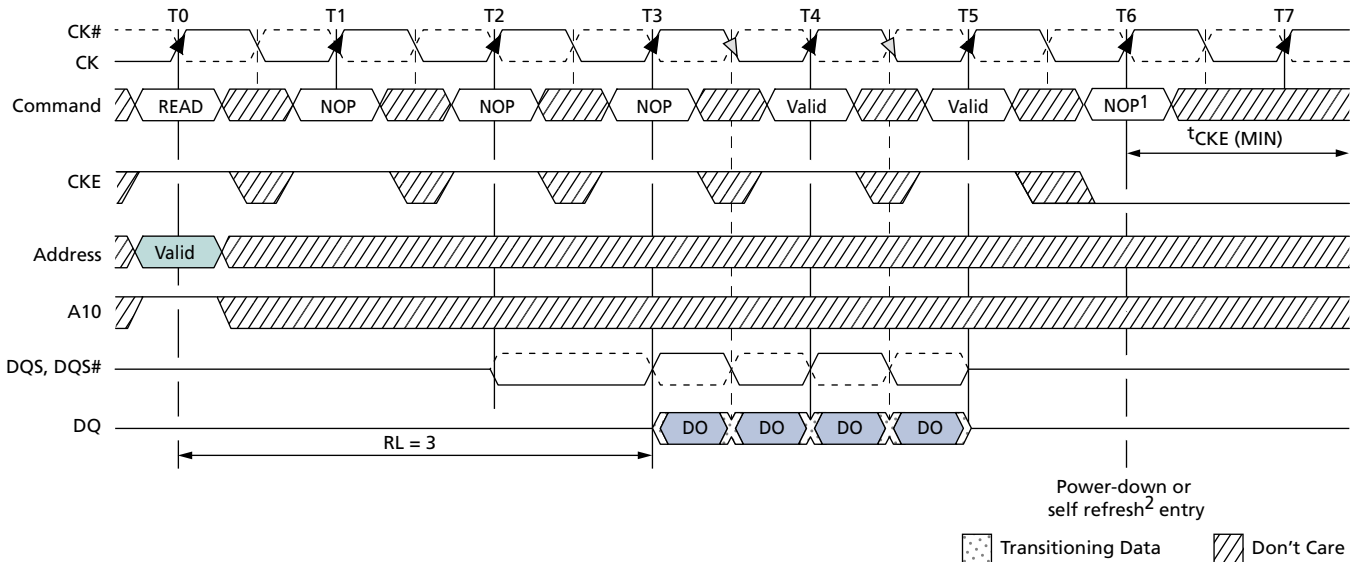 T0 T1 T2 T3 T4 T5 T6 T7
CK#
CK
Command READ NOP NOP NOP Valid Valid NOP1
tCKE (MIN)
CKE
Address Valid
A10
DQS, DQS#
DQ DO DO DO DO
RL = 3
Power-down or
self refresh2 entry
Transitioning Data Don't Care